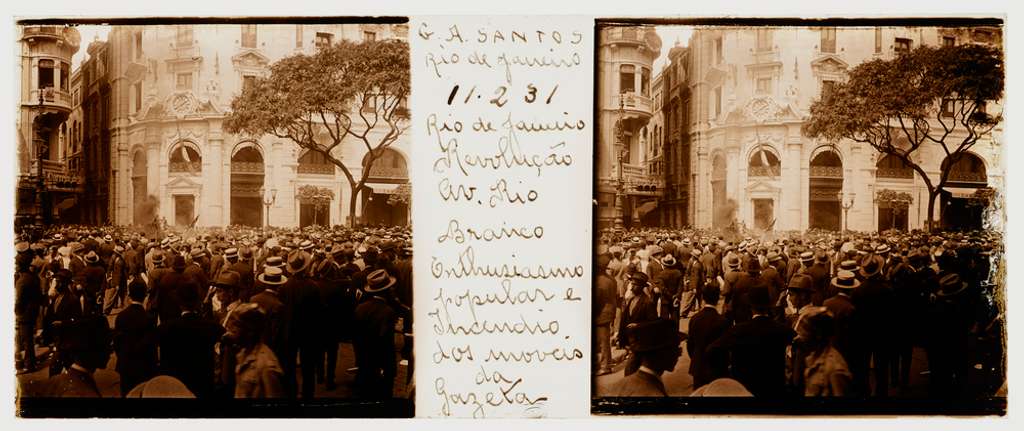 G. A. SANTOS
Rio de Janeiro
11.2 31
Rio de Janeiro
Revolução
Av. Rio
Branco
Enthusiasmo
popular e
Incendio
dos moveis
da
Gazeta